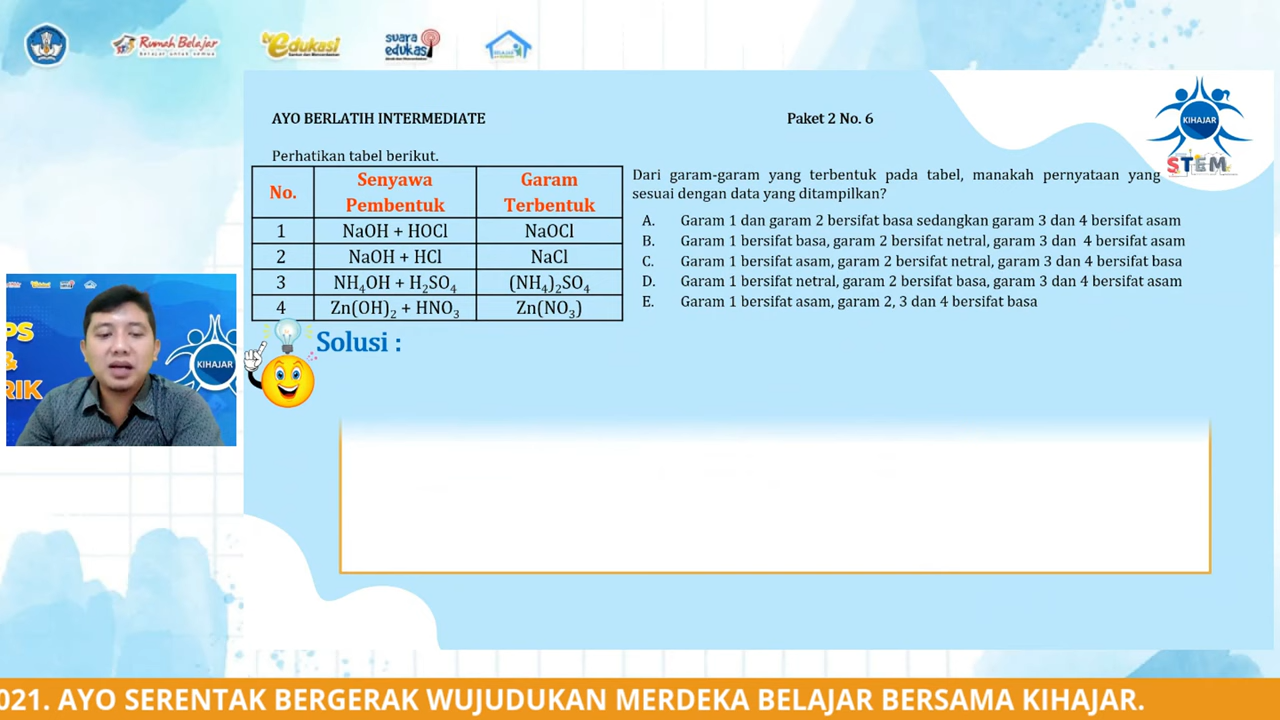 Rumah Belajar
Belajar untuk semua
tv Edukasi
suara
edukasi
AYO BERLATIH INTERMEDIATE
Paket 2 No. 6
KIHAJAR
STEM
Perhatikan tabel berikut.
No.
Senyawa
Pembentuk
Garam
Terbentuk
1
NaOH + HOCl
NaOCl
2
NaOH + HCl
NaCl
3
NH₄OH + H₂SO₄
(NH₄)₂SO₄
4
Zn(OH)₂ + HNO₃
Zn(NO₃)
Dari garam-garam yang terbentuk pada tabel, manakah pernyataan yang
sesuai dengan data yang ditampilkan?
A. Garam 1 dan garam 2 bersifat basa sedangkan garam 3 dan 4 bersifat asam
B. Garam 1 bersifat basa, garam 2 bersifat netral, garam 3 dan 4 bersifat asam
C. Garam 1 bersifat asam, garam 2 bersifat netral, garam 3 dan 4 bersifat basa
D. Garam 1 bersifat netral, garam 2 bersifat basa, garam 3 dan 4 bersifat asam
E. Garam 1 bersifat asam, garam 2, 3 dan 4 bersifat basa
Solusi :
PS
&
RIK
KIHAJAR
021. AYO SERENTAK BERGERAK WUJUDUKAN MERDEKA BELAJAR BERSAMA KIHAJAR.